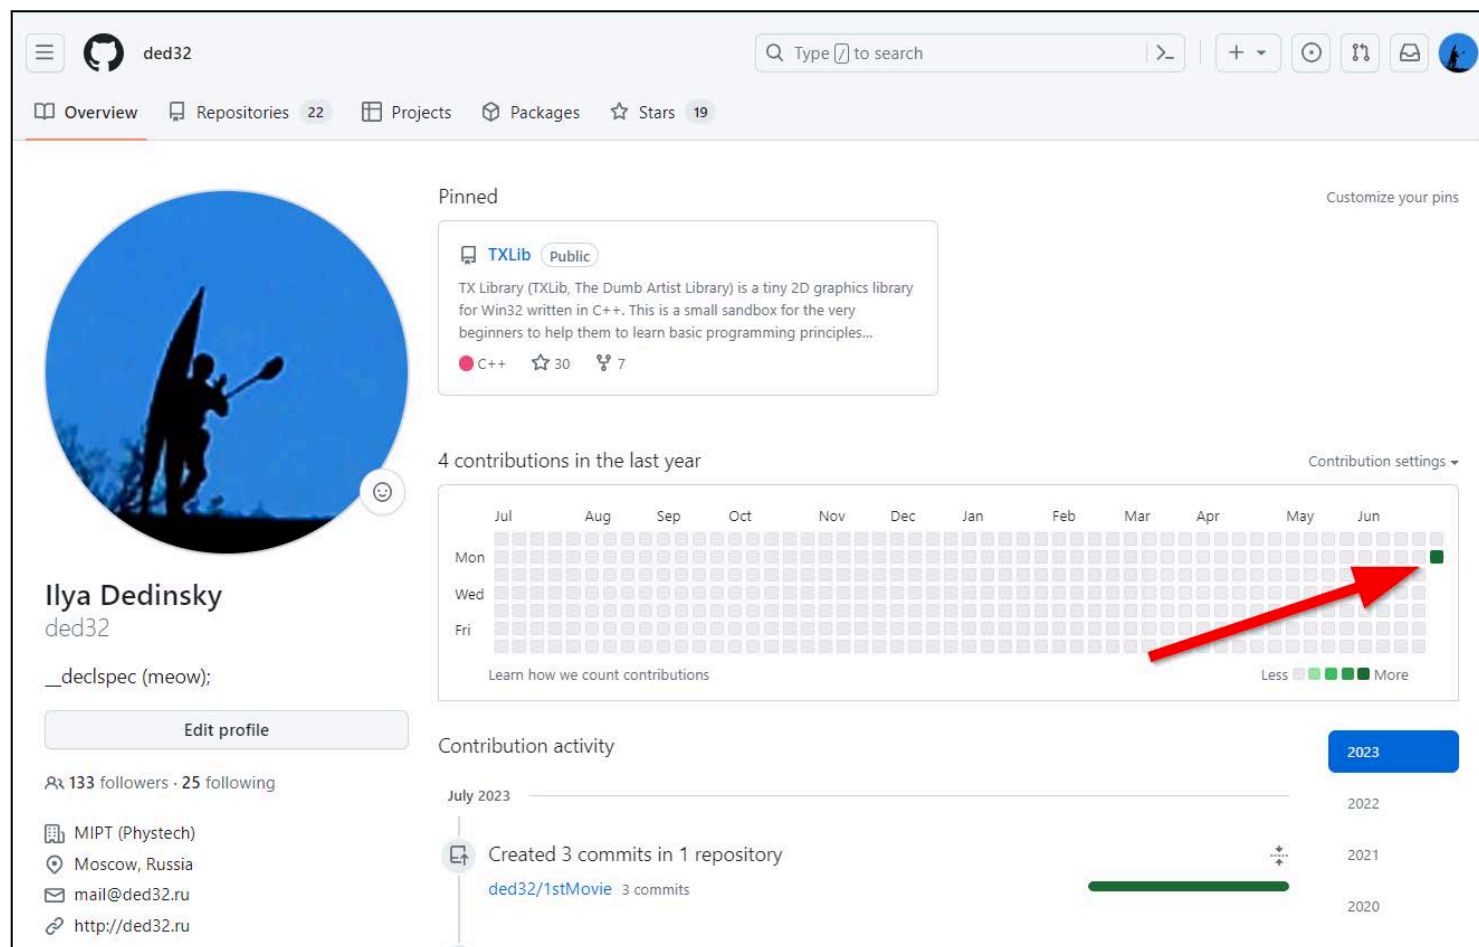 ded32
Type / to search
Overview
Repositories 22
Projects
Packages
Stars 19
Pinned
Customize your pins
TXLib Public
TX Library (TXLib, The Dumb Artist Library) is a tiny 2D graphics library
for Win32 written in C++. This is a small sandbox for the very
beginners to help them to learn basic programming principles...
C++ 30 7
4 contributions in the last year
Contribution settings
Jul Aug Sep Oct Nov Dec Jan Feb Mar Apr May Jun
Mon
Wed
Fri
Learn how we count contributions
Less More
Ilya Dedinsky
ded32
__declspec (meow);
Edit profile
133 followers · 25 following
MIPT (Phystech)
Moscow, Russia
mail@ded32.ru
http://ded32.ru
Contribution activity
July 2023
Created 3 commits in 1 repository
ded32/1stMovie 3 commits
2023
2022
2021
2020